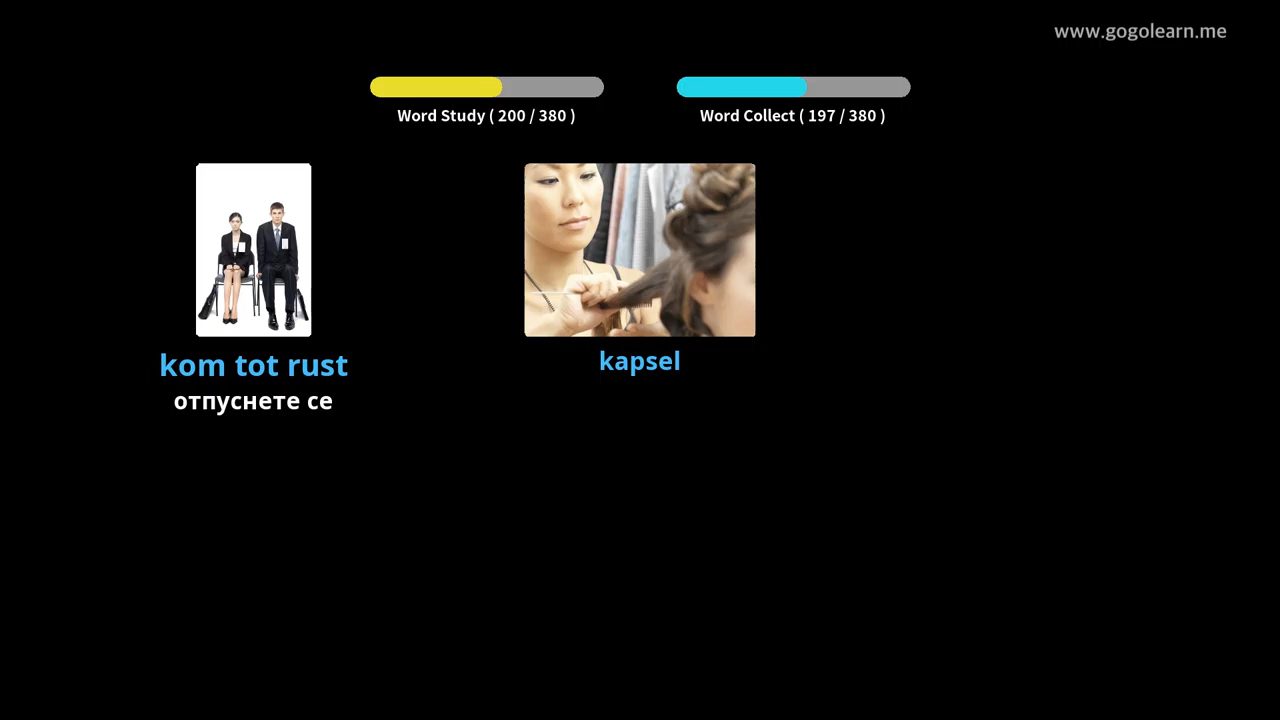 www.gogolearn.me
Word Study ( 200 / 380 )
Word Collect ( 197 / 380 )
kom tot rust
отпуснете се
kapsel